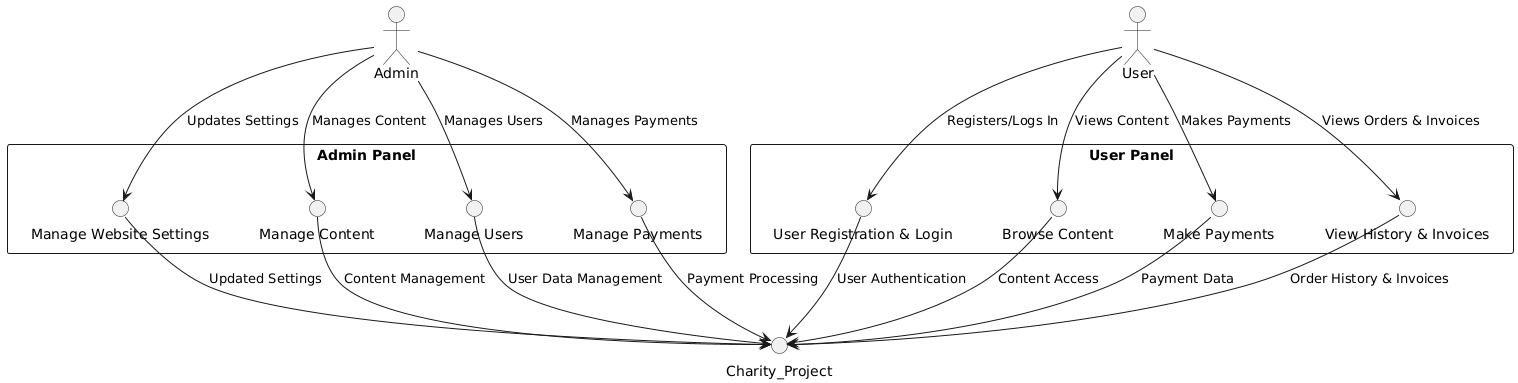 Admin
User
Updates Settings
Manages Content
Manages Users
Manages Payments
Registers/Logs In
Views Content
Makes Payments
Views Orders & Invoices
Admin Panel
User Panel
Manage Website Settings
Manage Content
Manage Users
Manage Payments
User Registration & Login
Browse Content
Make Payments
View History & Invoices
Updated Settings
Content Management
User Data Management
Payment Processing
User Authentication
Content Access
Payment Data
Order History & Invoices
Charity_Project